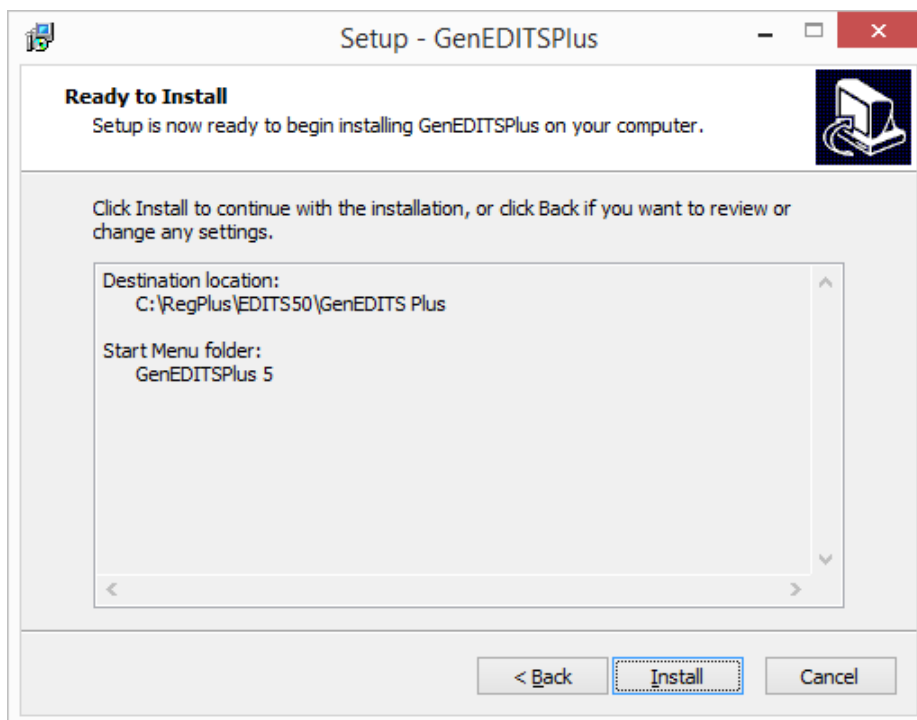 Setup - GenEDITSPlus
Ready to Install
Setup is now ready to begin installing GenEDITSPlus on your computer.
Click Install to continue with the installation, or click Back if you want to review or
change any settings.
Destination location:
C:\RegPlus\EDITS50\GenEDITS Plus
Start Menu folder:
GenEDITSPlus 5
< Back
Install
Cancel